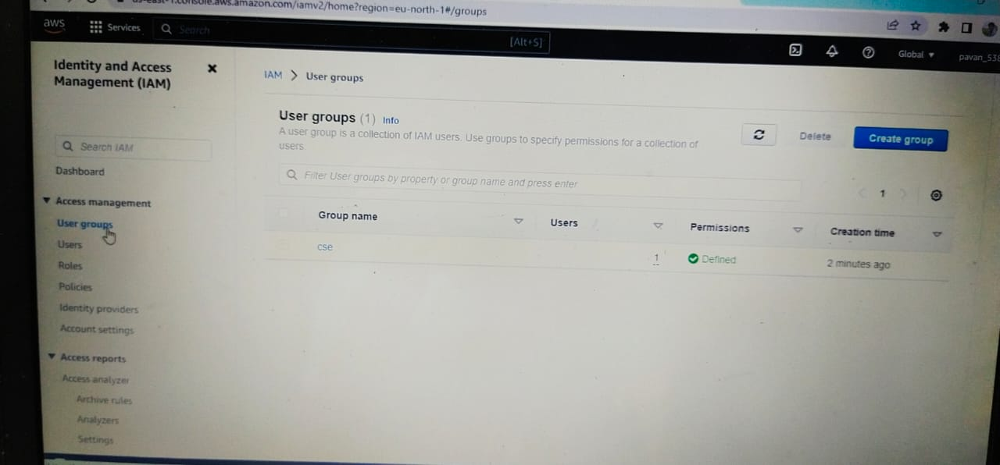 console.aws.amazon.com/iamv2/home?region=eu-north-1#/groups
aws
Services
Search
[Alt+S]
Global
Identity and Access
Management (IAM)
Search IAM
Dashboard
Access management
User groups
Users
Roles
Policies
Identity providers
Account settings
Access reports
Access analyzer
Archive rules
Analyzers
Settings
IAM > User groups
User groups (1) Info
A user group is a collection of IAM users. Use groups to specify permissions for a collection of
users.
Delete
Create group
Filter User groups by property or group name and press enter
1
Group name Users Permissions Creation time
cse 1 Defined 2 minutes ago